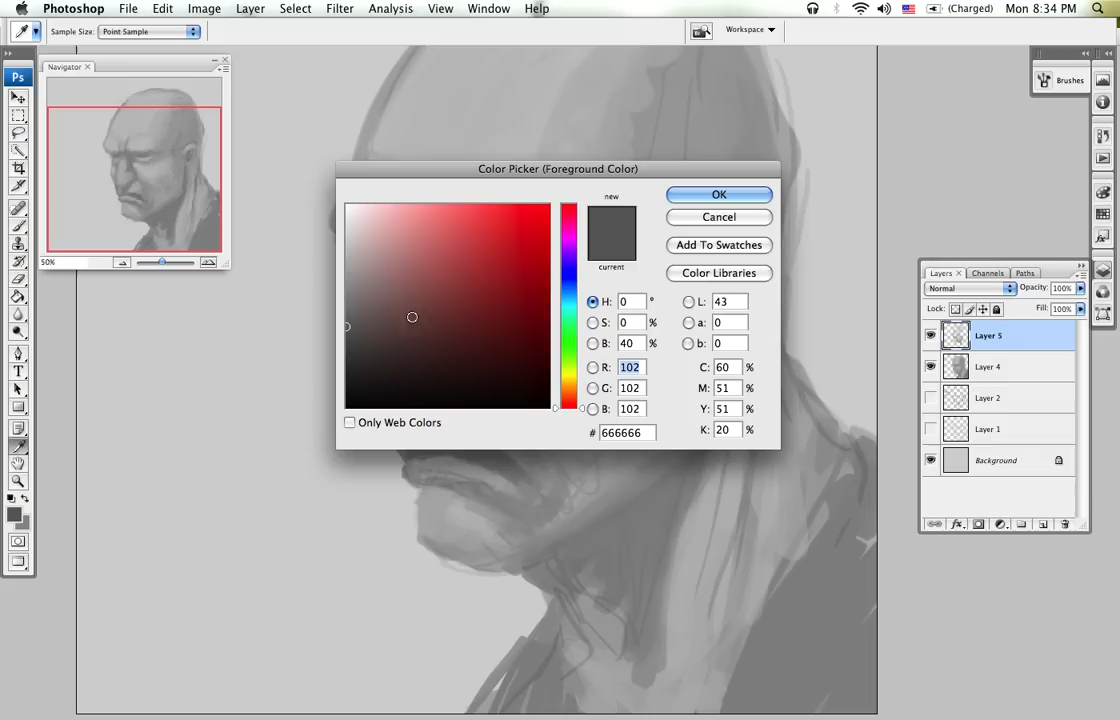 Photoshop File Edit Image Layer Select Filter Analysis View Window Help (Charged) Mon 8:34 PM
Sample Size: Point Sample Workspace
Navigator
50%
Ps
Brushes
Color Picker (Foreground Color)
new
current
OK
Cancel
Add To Swatches
Color Libraries
H: 0 ° L: 43
S: 0 % a: 0
B: 40 % b: 0
R: 102 C: 60 %
G: 102 M: 51 %
B: 102 Y: 51 %
# 666666 K: 20 %
Only Web Colors
Layers Channels Paths
Normal Opacity: 100%
Lock: Fill: 100%
Layer 5
Layer 4
Layer 2
Layer 1
Background